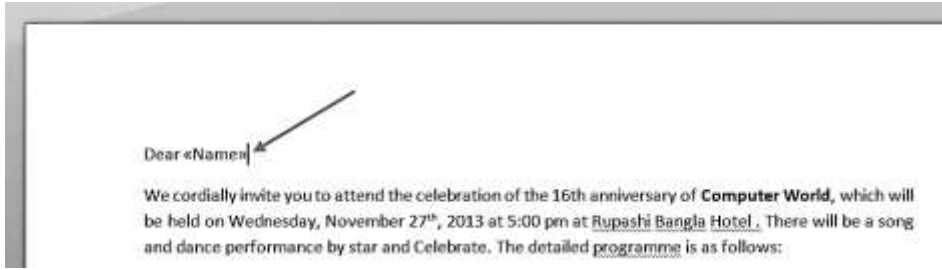 Dear «Name»
We cordially invite you to attend the celebration of the 16th anniversary of Computer World, which will
be held on Wednesday, November 27th, 2013 at 5:00 pm at Rupashi Bangla Hotel . There will be a song
and dance performance by star and Celebrate. The detailed programme is as follows: